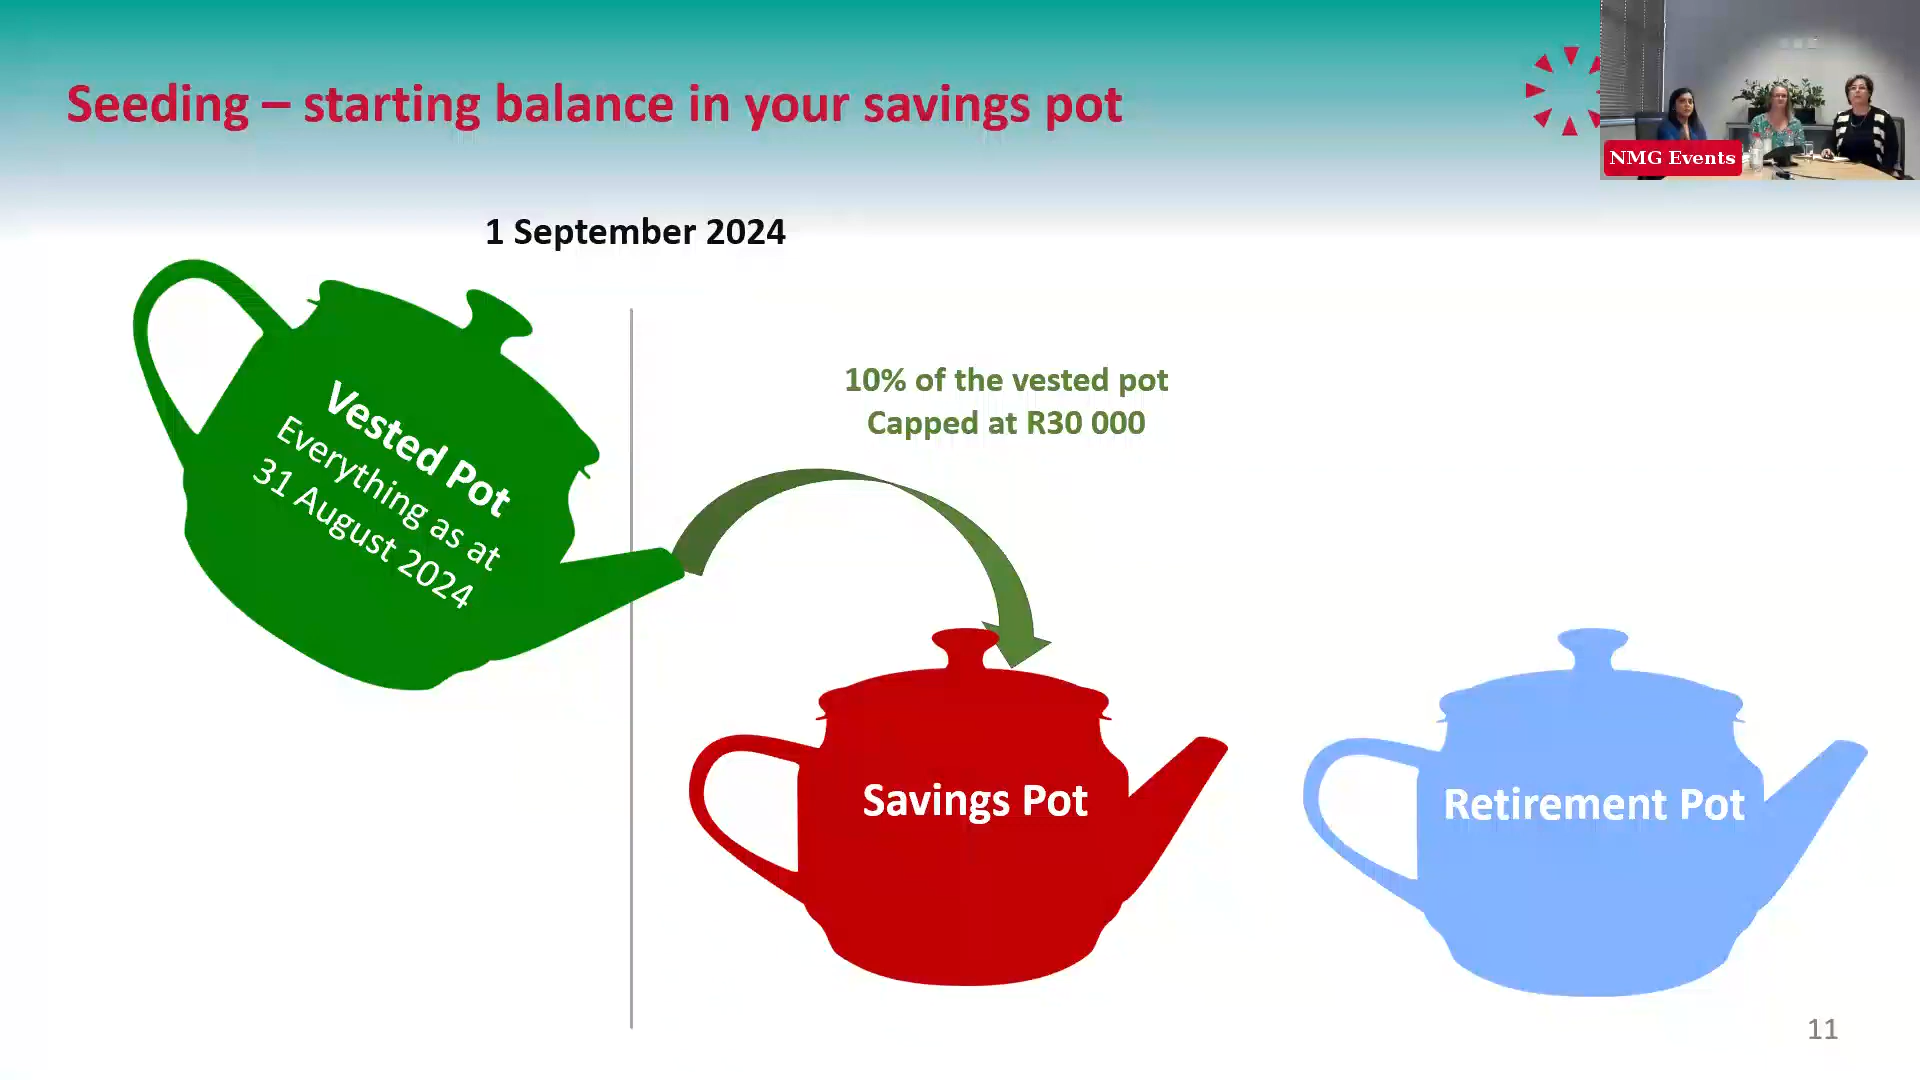 Seeding – starting balance in your savings pot
NMG Events
1 September 2024
10% of the vested pot
Capped at R30 000
Vested Pot
Everything as at
31 August 2024
Savings Pot
Retirement Pot
11